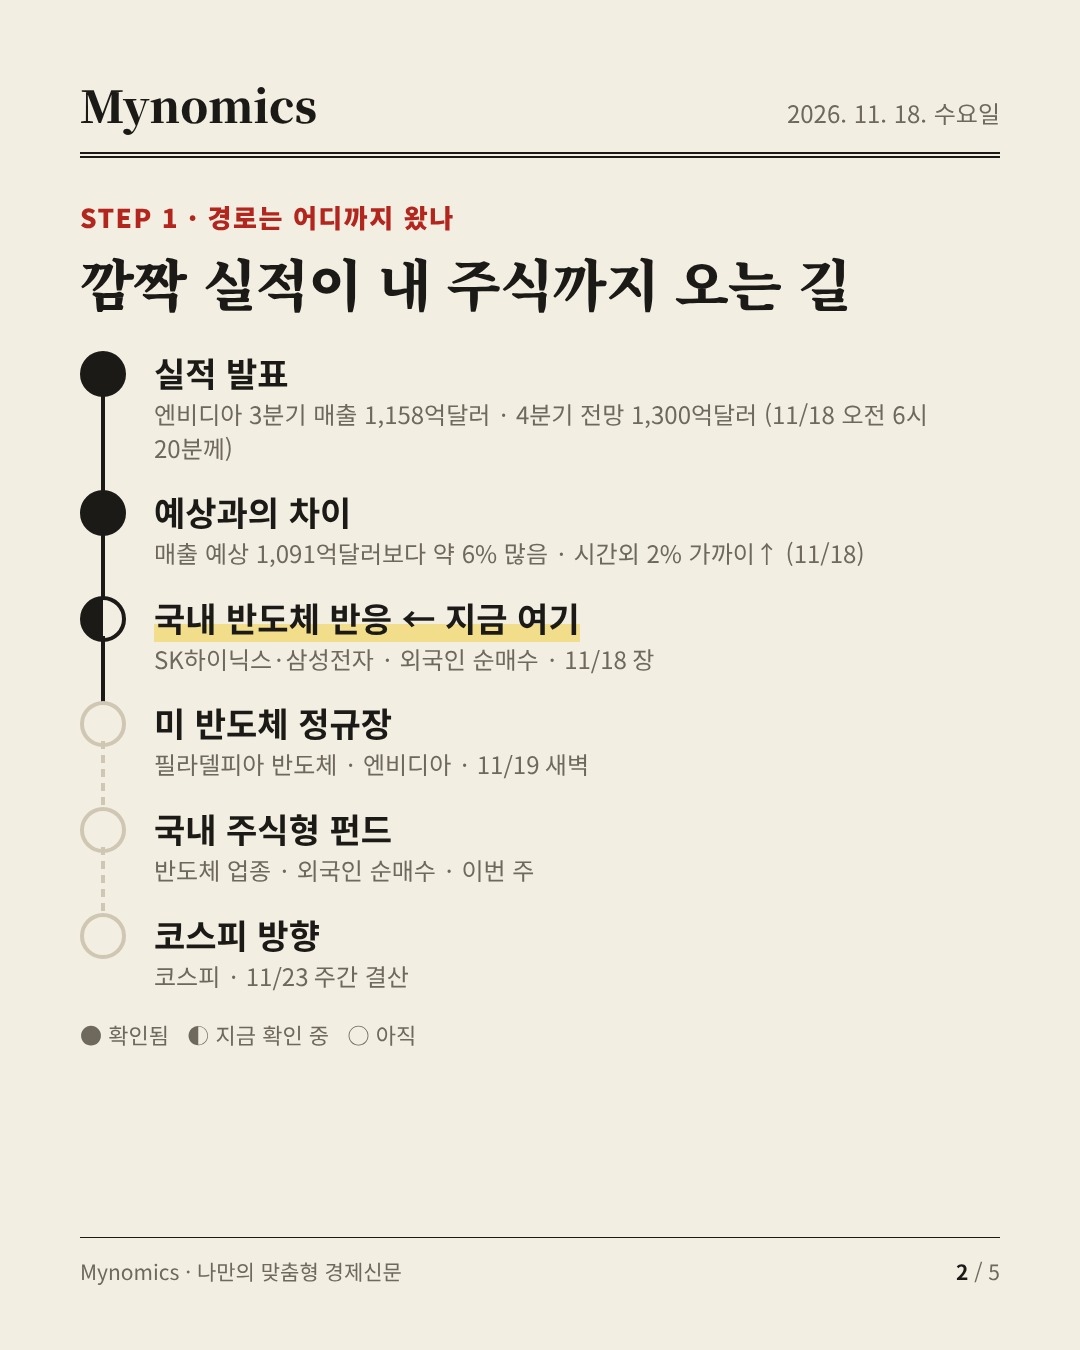 Mynomics
2026. 11. 18. 수요일
STEP 1 · 경로는 어디까지 왔나
깜짝 실적이 내 주식까지 오는 길
실적 발표
엔비디아 3분기 매출 1,158억달러 · 4분기 전망 1,300억달러 (11/18 오전 6시
20분께)
예상과의 차이
매출 예상 1,091억달러보다 약 6% 많음 · 시간외 2% 가까이↑ (11/18)
국내 반도체 반응 ← 지금 여기
SK하이닉스·삼성전자 · 외국인 순매수 · 11/18 장
미 반도체 정규장
필라델피아 반도체 · 엔비디아 · 11/19 새벽
국내 주식형 펀드
반도체 업종 · 외국인 순매수 · 이번 주
코스피 방향
코스피 · 11/23 주간 결산
● 확인됨 ◐ 지금 확인 중 ○ 아직
Mynomics · 나만의 맞춤형 경제신문
2 / 5